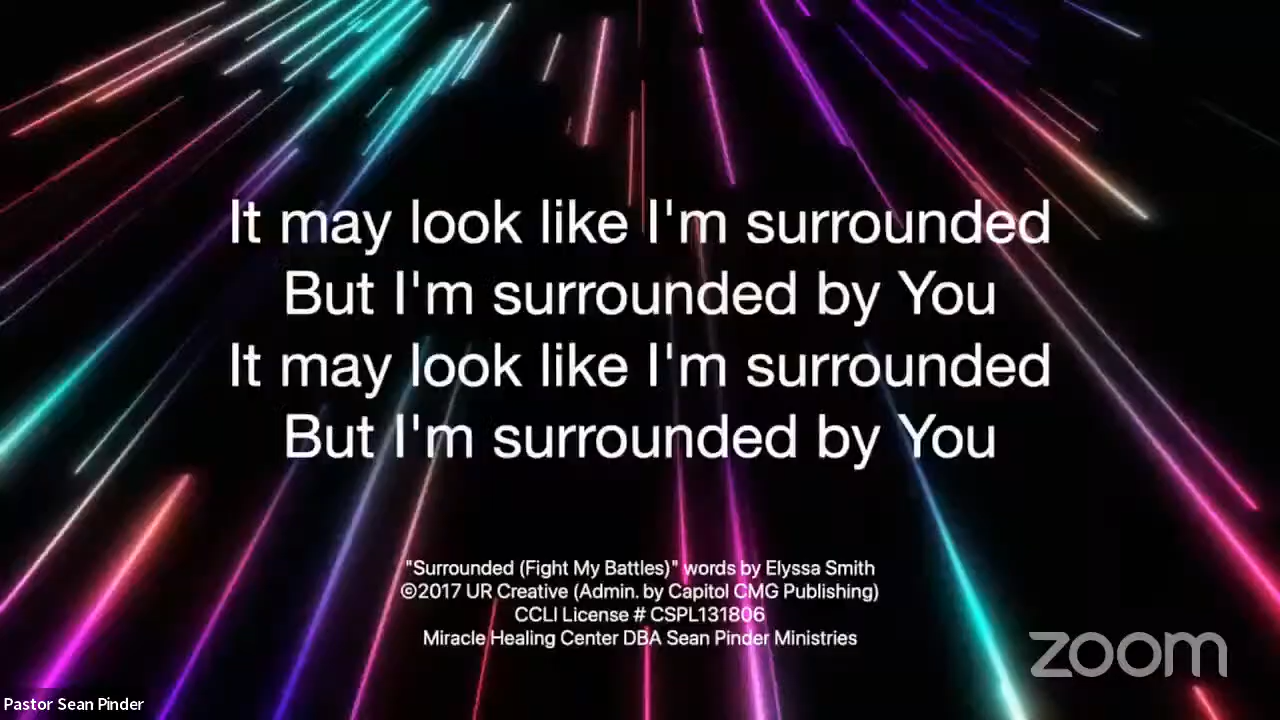 It may look like I'm surrounded
But I'm surrounded by You
It may look like I'm surrounded
But I'm surrounded by You
"Surrounded (Fight My Battles)" words by Elyssa Smith
©2017 UR Creative (Admin. by Capitol CMG Publishing)
CCLI License # CSPL131806
Miracle Healing Center DBA Sean Pinder Ministries
zoom
Pastor Sean Pinder